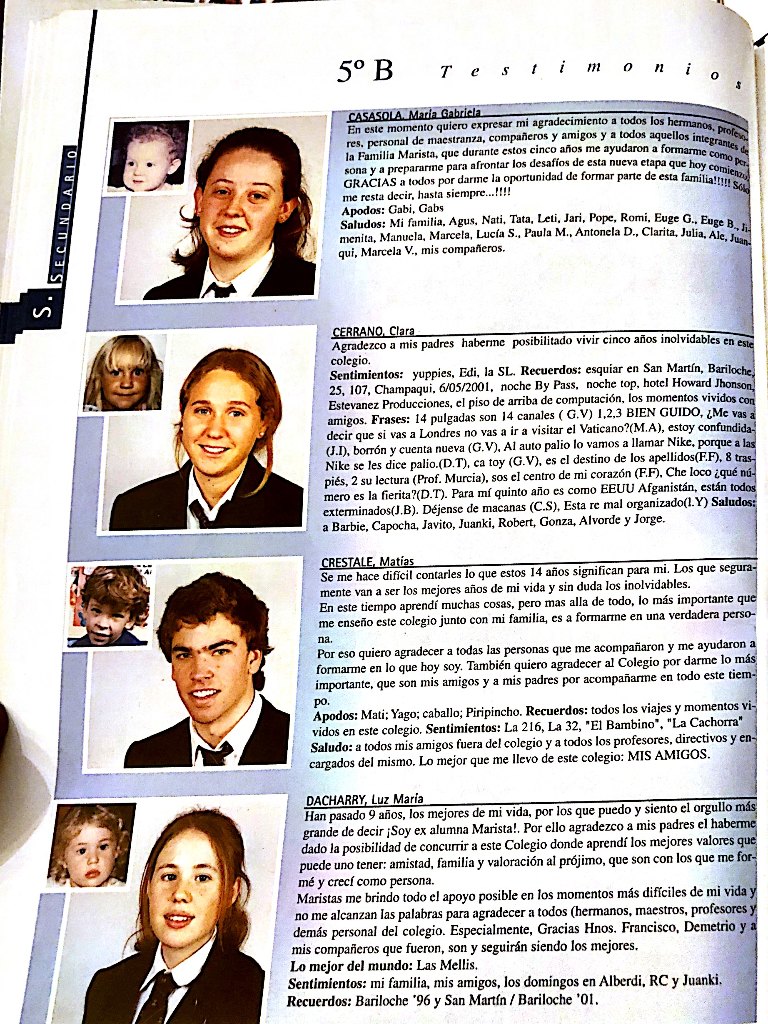 5º B Testimonios
S. SECUNDARIO
CASASOLA, María Gabriela
En este momento quiero expresar mi agradecimiento a todos los hermanos, profeso-
res, personal de maestranza, compañeros y amigos y a todos aquellos integrantes de
la Familia Marista, que durante estos cinco años me ayudaron a formarme como per-
sona y a prepararme para afrontar los desafíos de esta nueva etapa que hoy comienzo
GRACIAS a todos por darme la oportunidad de formar parte de esta familia!!!!! Sólo
me resta decir, hasta siempre...!!!!
Apodos: Gabi, Gabs
Saludos: Mi familia, Agus, Nati, Tata, Leti, Jari, Pope, Romi, Euge G., Euge B., Ji-
menita, Manuela, Marcela, Lucía S., Paula M., Antonela D., Clarita, Julia, Ale, Juan-
qui, Marcela V., mis compañeros.
CERRANO, Clara
Agradezco a mis padres haberme posibilitado vivir cinco años inolvidables en este
colegio.
Sentimientos: yuppies, Edi, la SL. Recuerdos: esquiar en San Martín, Bariloche,
25, 107, Champaqui, 6/05/2001, noche By Pass, noche top, hotel Howard Jhonson,
Estevanez Producciones, el piso de arriba de computación, los momentos vividos con
amigos. Frases: 14 pulgadas son 14 canales ( G.V) 1,2,3 BIEN GUIDO, ¿Me vas a
decir que si vas a Londres no vas a ir a visitar el Vaticano?(M.A), estoy confundida-
(J.I), borrón y cuenta nueva (G.V), Al auto palio lo vamos a llamar Nike, porque a las
Nike se les dice palio.(D.T), ca toy (G.V), es el destino de los apellidos(F.F), 8 tras-
piés, 2 su lectura (Prof. Murcia), sos el centro de mi corazón (F.F), Che loco ¿qué nú-
mero es la fierita?(D.T). Para mí quinto año es como EEUU Afganistán, están todos
exterminados(J.B). Déjense de macanas (C.S), Esta re mal organizado(I.Y) Saludos:
a Barbie, Capocha, Javito, Juanki, Robert, Gonza, Alvorde y Jorge.
CRESTALE, Matías
Se me hace difícil contarles lo que estos 14 años significan para mi. Los que segura-
mente van a ser los mejores años de mi vida y sin duda los inolvidables.
En este tiempo aprendí muchas cosas, pero mas alla de todo, lo más importante que
me enseño este colegio junto con mi familia, es a formarme en una verdadera perso-
na.
Por eso quiero agradecer a todas las personas que me acompañaron y me ayudaron a
formarme en lo que hoy soy. También quiero agradecer al Colegio por darme lo más
importante, que son mis amigos y a mis padres por acompañarme en todo este tiem-
po.
Apodos: Mati; Yago; caballo; Piripincho. Recuerdos: todos los viajes y momentos vi-
vidos en este colegio. Sentimientos: La 216, La 32, "El Bambino", "La Cachorra"
Saludo: a todos mis amigos fuera del colegio y a todos los profesores, directivos y en-
cargados del mismo. Lo mejor que me llevo de este colegio: MIS AMIGOS.
DACHARRY, Luz María
Han pasado 9 años, los mejores de mi vida, por los que puedo y siento el orgullo más
grande de decir ¡Soy ex alumna Marista!. Por ello agradezco a mis padres el haberme
dado la posibilidad de concurrir a este Colegio donde aprendí los mejores valores que
puede uno tener: amistad, familia y valoración al prójimo, que son con los que me for-
mé y crecí como persona.
Maristas me brindo todo el apoyo posible en los momentos más difíciles de mi vida y
no me alcanzan las palabras para agradecer a todos (hermanos, maestros, profesores y
demás personal del colegio. Especialmente, Gracias Hnos. Francisco, Demetrio y a
mis compañeros que fueron, son y seguirán siendo los mejores.
Lo mejor del mundo: Las Mellis.
Sentimientos: mi familia, mis amigos, los domingos en Alberdi, RC y Juanki.
Recuerdos: Bariloche '96 y San Martín / Bariloche '01.